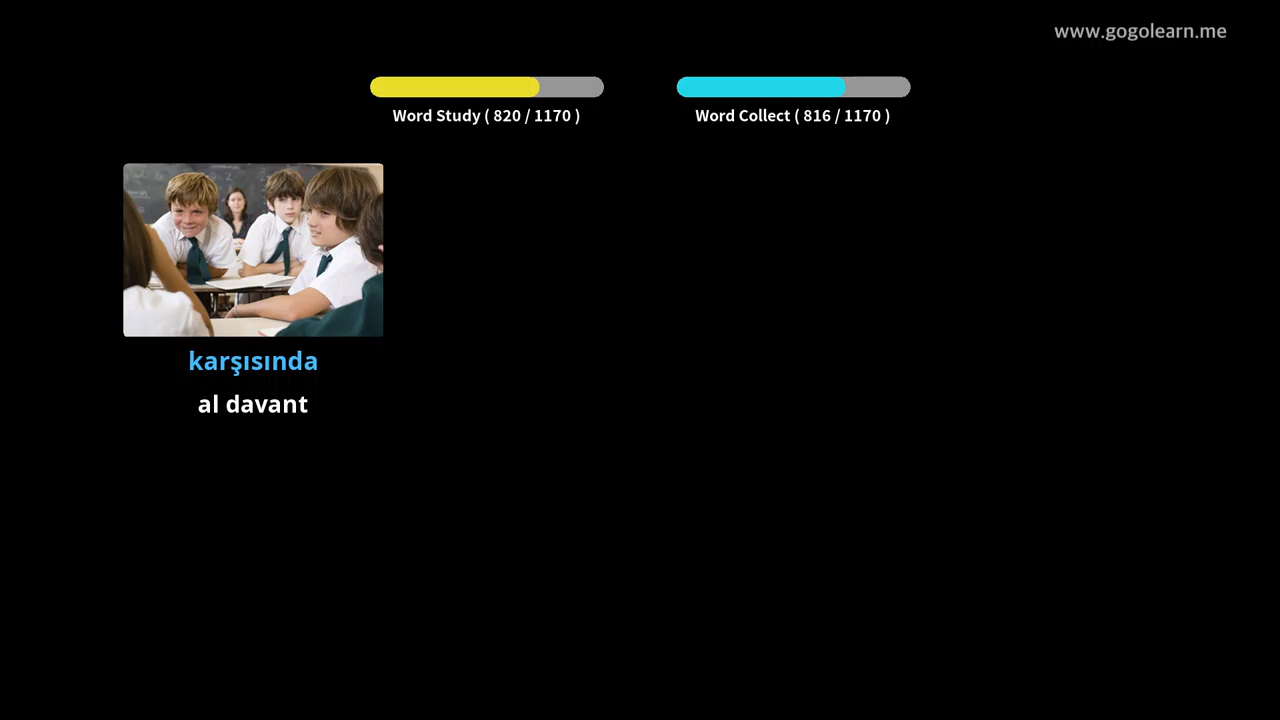 www.gogolearn.me
Word Study ( 820 / 1170 )
Word Collect ( 816 / 1170 )
karşısında
al davant